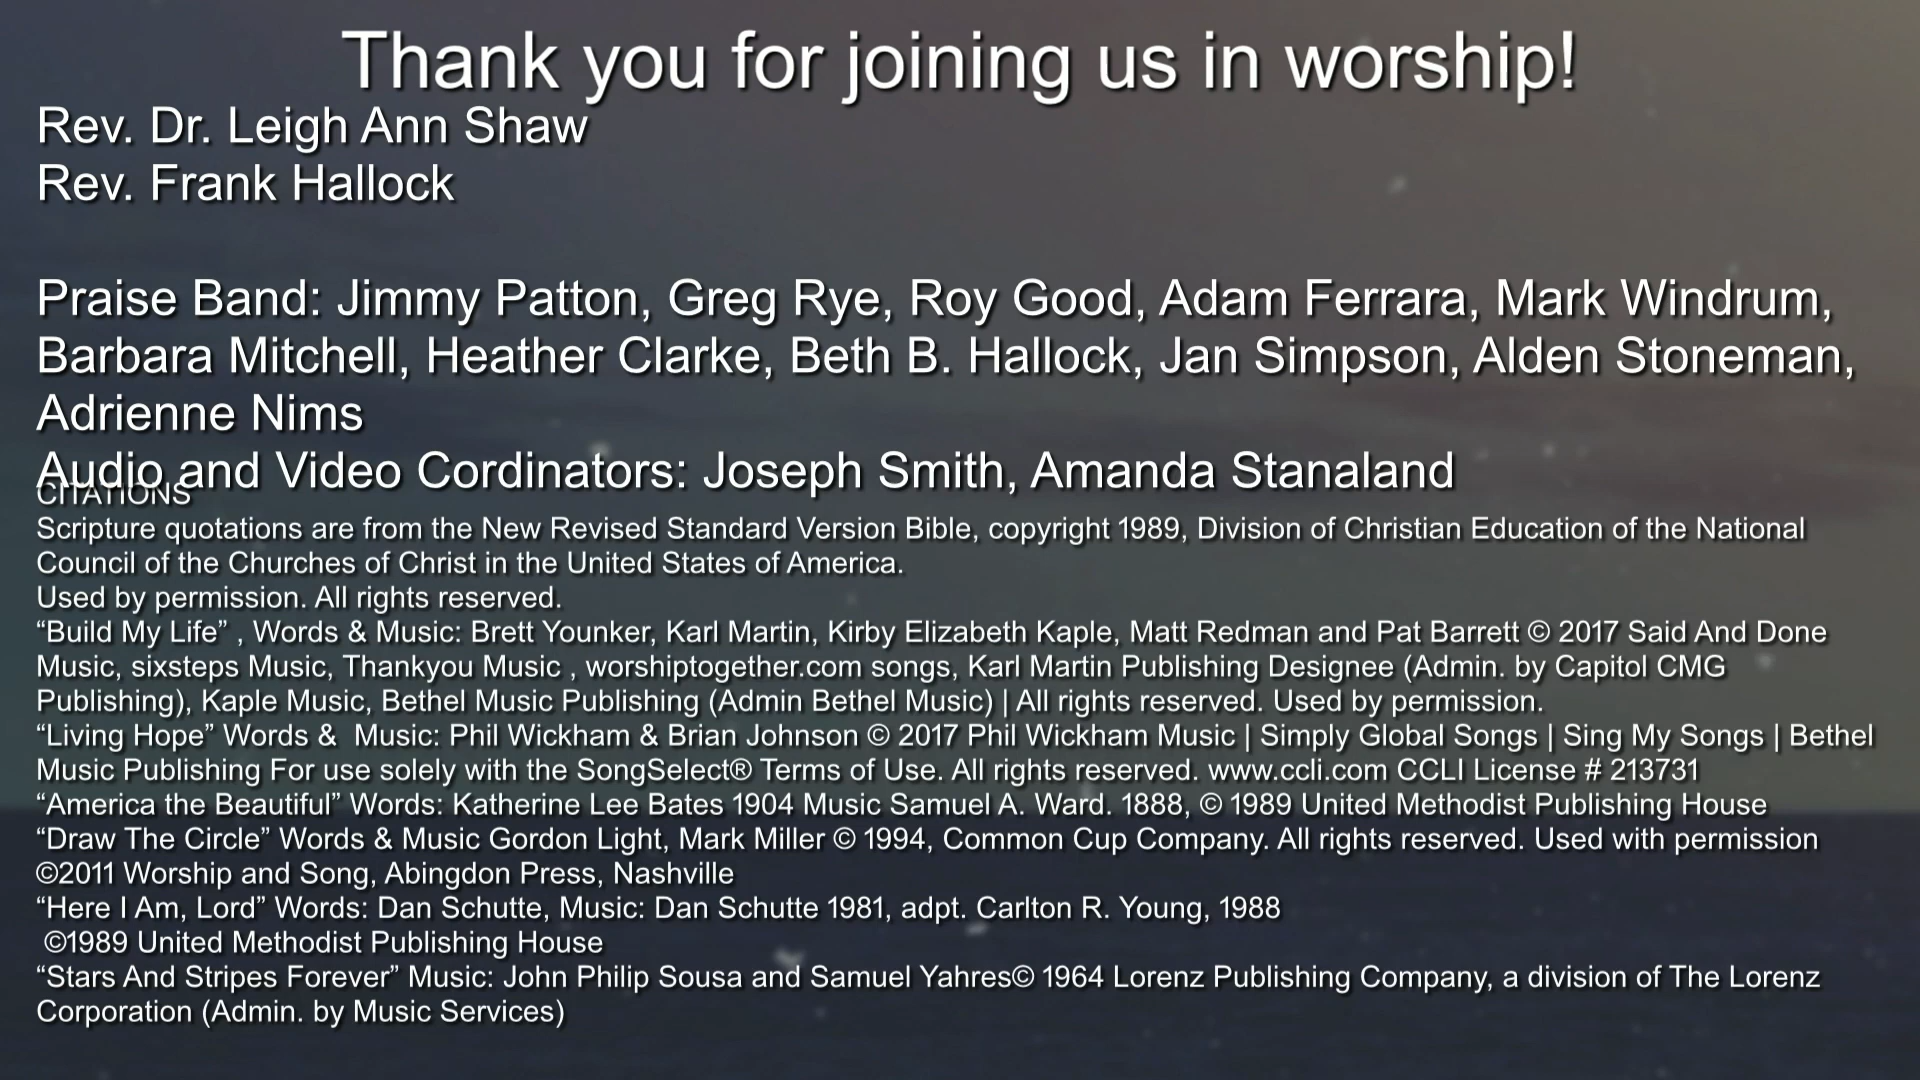 Thank you for joining us in worship!
Rev. Dr. Leigh Ann Shaw
Rev. Frank Hallock
Praise Band: Jimmy Patton, Greg Rye, Roy Good, Adam Ferrara, Mark Windrum,
Barbara Mitchell, Heather Clarke, Beth B. Hallock, Jan Simpson, Alden Stoneman,
Adrienne Nims
Audio and Video Cordinators: Joseph Smith, Amanda Stanaland
CITATIONS
Scripture quotations are from the New Revised Standard Version Bible, copyright 1989, Division of Christian Education of the National
Council of the Churches of Christ in the United States of America.
Used by permission. All rights reserved.
“Build My Life” , Words & Music: Brett Younker, Karl Martin, Kirby Elizabeth Kaple, Matt Redman and Pat Barrett © 2017 Said And Done
Music, sixsteps Music, Thankyou Music , worshiptogether.com songs, Karl Martin Publishing Designee (Admin. by Capitol CMG
Publishing), Kaple Music, Bethel Music Publishing (Admin Bethel Music) | All rights reserved. Used by permission.
“Living Hope” Words &  Music: Phil Wickham & Brian Johnson © 2017 Phil Wickham Music | Simply Global Songs | Sing My Songs | Bethel
Music Publishing For use solely with the SongSelect® Terms of Use. All rights reserved. www.ccli.com CCLI License # 213731
“America the Beautiful” Words: Katherine Lee Bates 1904 Music Samuel A. Ward. 1888, © 1989 United Methodist Publishing House
“Draw The Circle” Words & Music Gordon Light, Mark Miller © 1994, Common Cup Company. All rights reserved. Used with permission
©2011 Worship and Song, Abingdon Press, Nashville
“Here I Am, Lord” Words: Dan Schutte, Music: Dan Schutte 1981, adpt. Carlton R. Young, 1988
©1989 United Methodist Publishing House
“Stars And Stripes Forever” Music: John Philip Sousa and Samuel Yahres© 1964 Lorenz Publishing Company, a division of The Lorenz
Corporation (Admin. by Music Services)